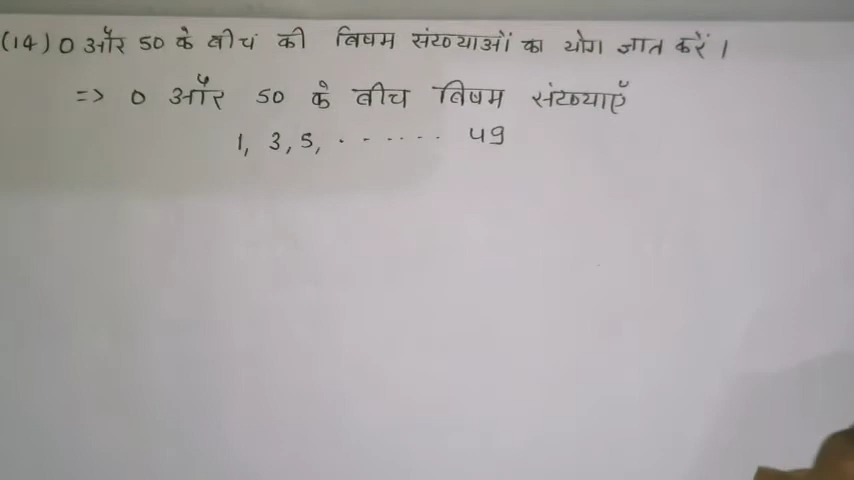 (14) 0 और 50 के बीच की विषम संख्याओं का योग ज्ञात करें।
=> 0 और 50 के बीच विषम संख्याएँ
1, 3, 5, ....... 49